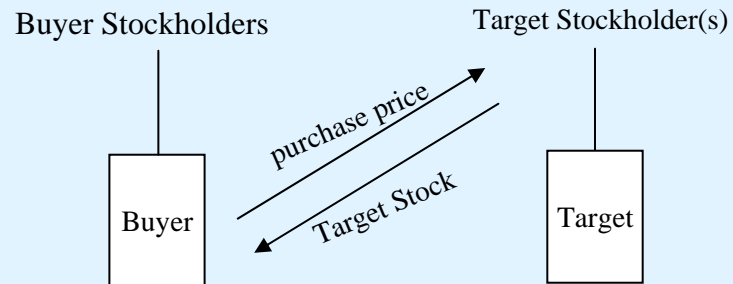 Buyer Stockholders
Target Stockholder(s)
purchase price
Target Stock
Buyer
Target